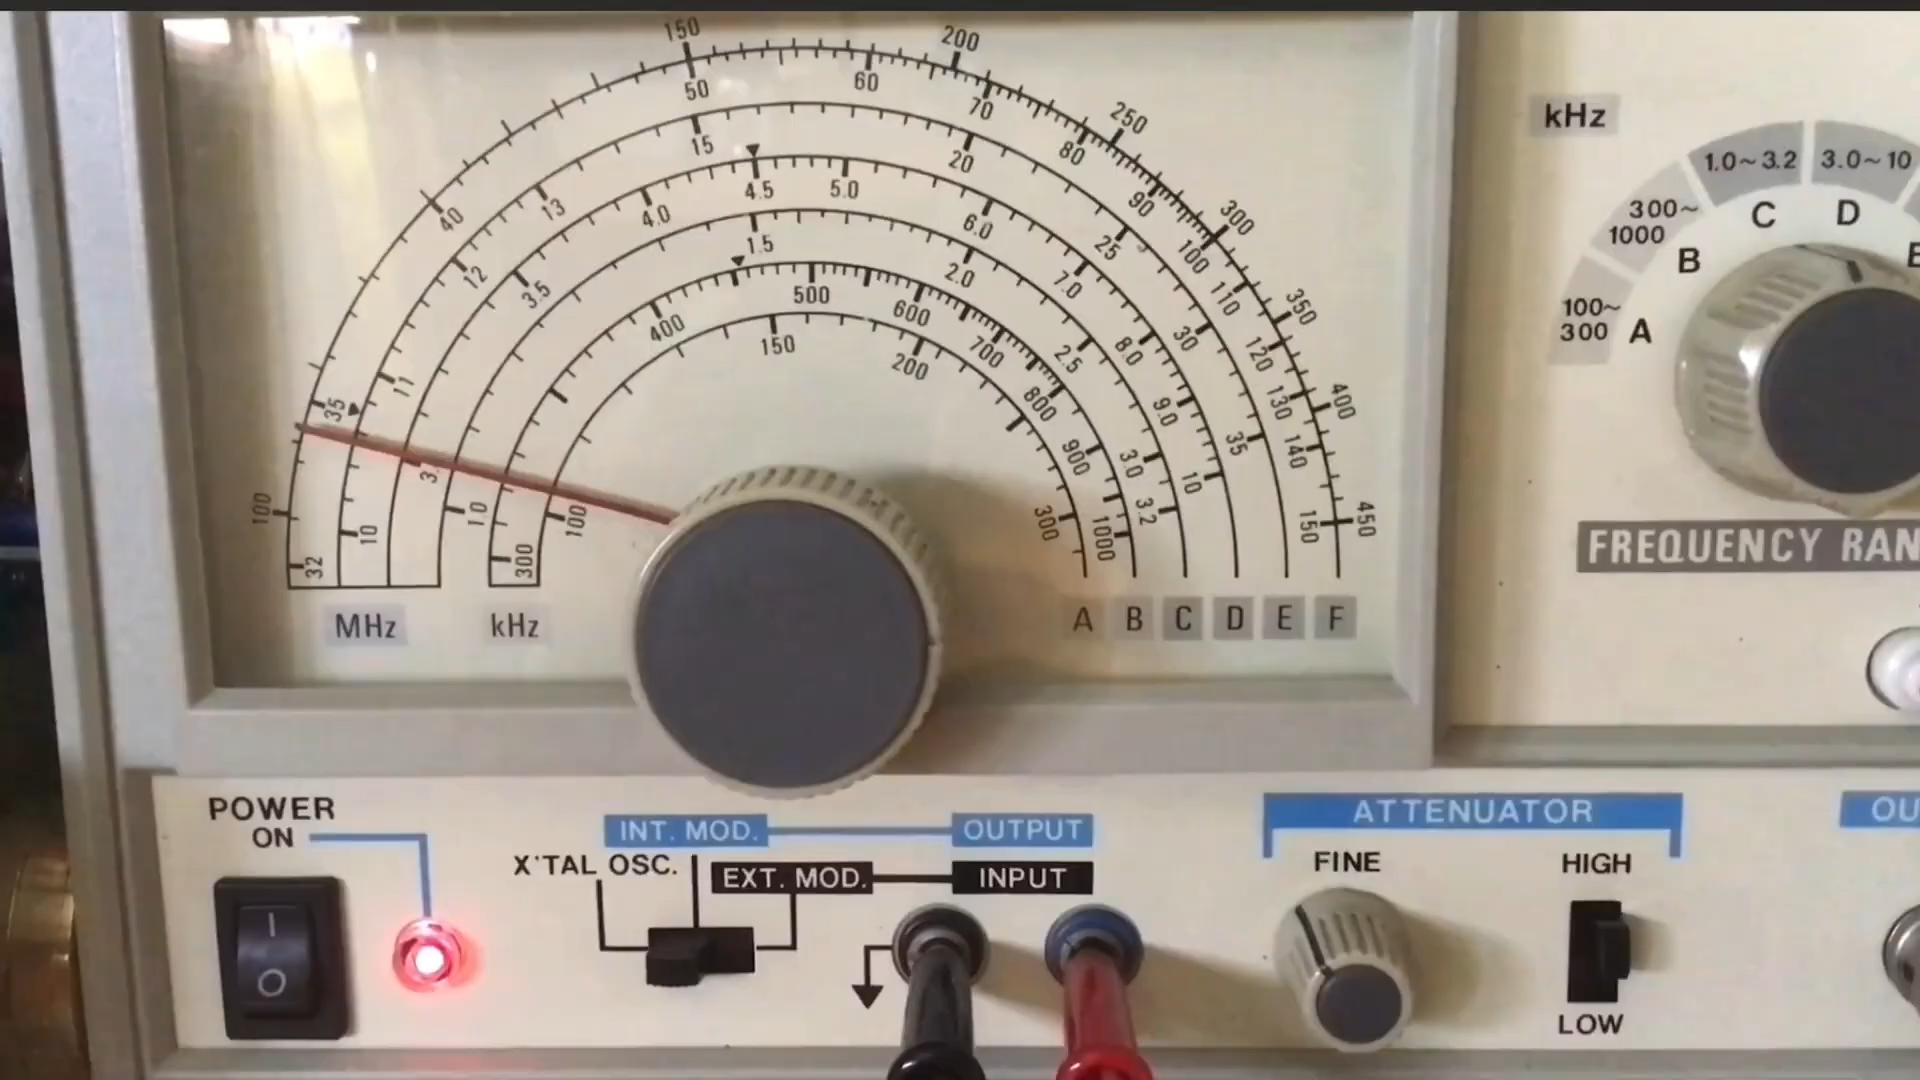 150
200
250
300
350
400
450
100
50
60
70
80
90
100
110
120
130
140
150
40
35
32
15
20
25
30
35
13
12
11
10
4.5
5.0
6.0
7.0
8.0
9.0
10
4.0
3.5
1.5
2.0
2.5
3.0
3.2
1.0
500
600
700
800
900
1000
400
300
150
200
300
100
MHz
kHz
A B C D E F
kHz
1.0~3.2
3.0~10
300~
1000
100~
300
A
B
C
D
FREQUENCY RAN
POWER
ON
I
O
INT. MOD.
OUTPUT
X'TAL OSC.
EXT. MOD.
INPUT
ATTENUATOR
FINE
HIGH
LOW
OU